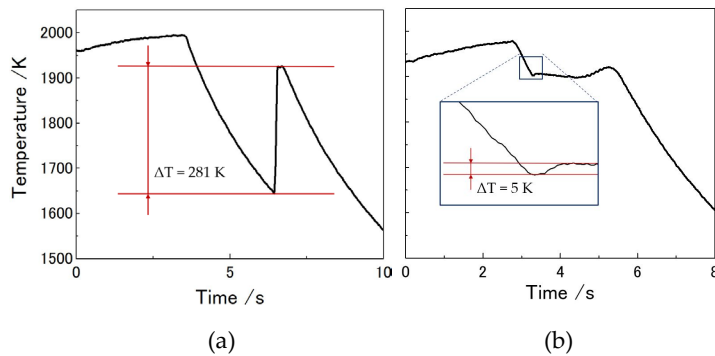 (a)
(b)
2000
1900
1800
1700
1600
1500
Temperature /K
ΔT = 281 K
ΔT = 5 K
0
5
10
0
2
4
6
8
Time /s
Time /s
(a)
(b)